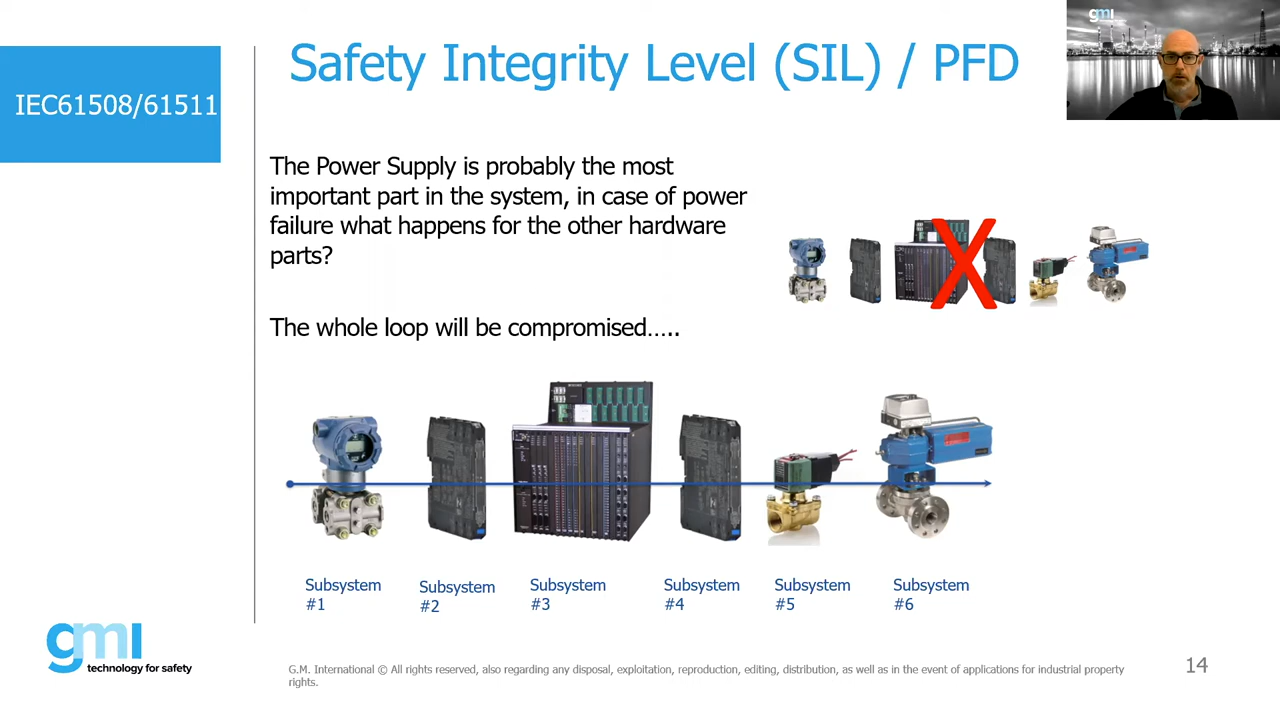 Safety Integrity Level (SIL) / PFD
gmi
IEC61508/61511
The Power Supply is probably the most
important part in the system, in case of power
failure what happens for the other hardware
parts?
X
The whole loop will be compromised…..
Subsystem
#1
Subsystem
#2
Subsystem
#3
Subsystem
#4
Subsystem
#5
Subsystem
#6
gmi
technology for safety
G.M. International © All rights reserved, also regarding any disposal, exploitation, reproduction, editing, distribution, as well as in the event of applications for industrial property
rights.
14